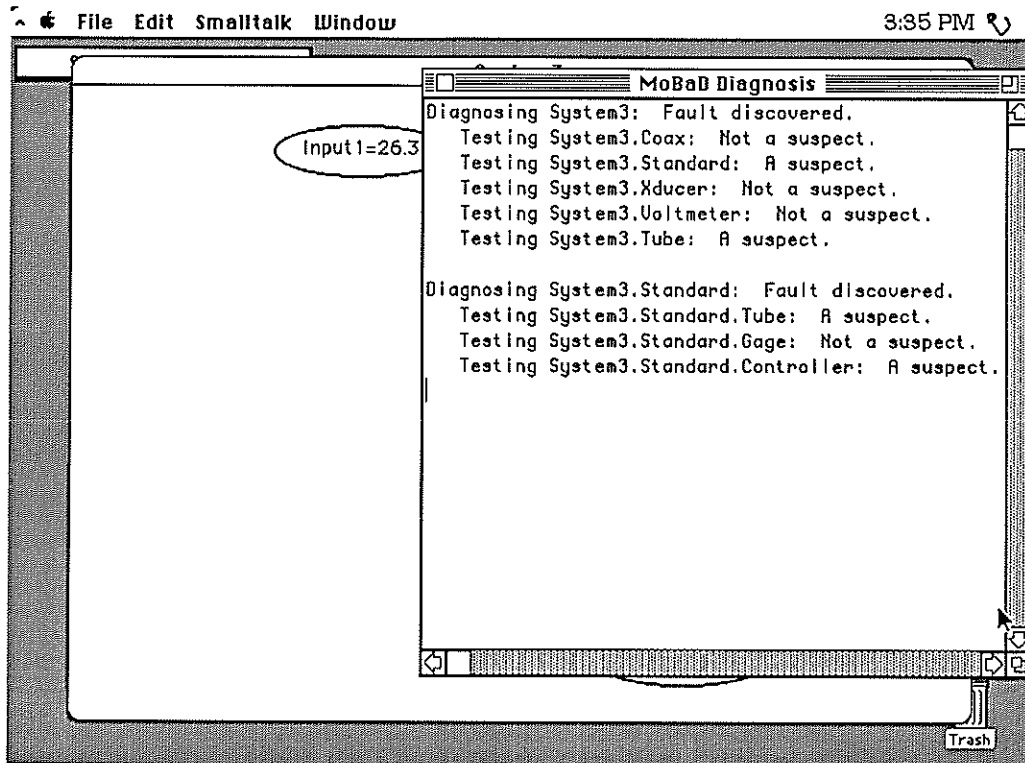 File Edit Smalltalk Window 3:35 PM
MoBaD Diagnosis
Diagnosing System3: Fault discovered.
Testing System3.Coax: Not a suspect.
Testing System3.Standard: A suspect.
Testing System3.Xducer: Not a suspect.
Testing System3.Voltmeter: Not a suspect.
Testing System3.Tube: A suspect.
Diagnosing System3.Standard: Fault discovered.
Testing System3.Standard.Tube: A suspect.
Testing System3.Standard.Gage: Not a suspect.
Testing System3.Standard.Controller: A suspect.
Input1=26.3
Trash